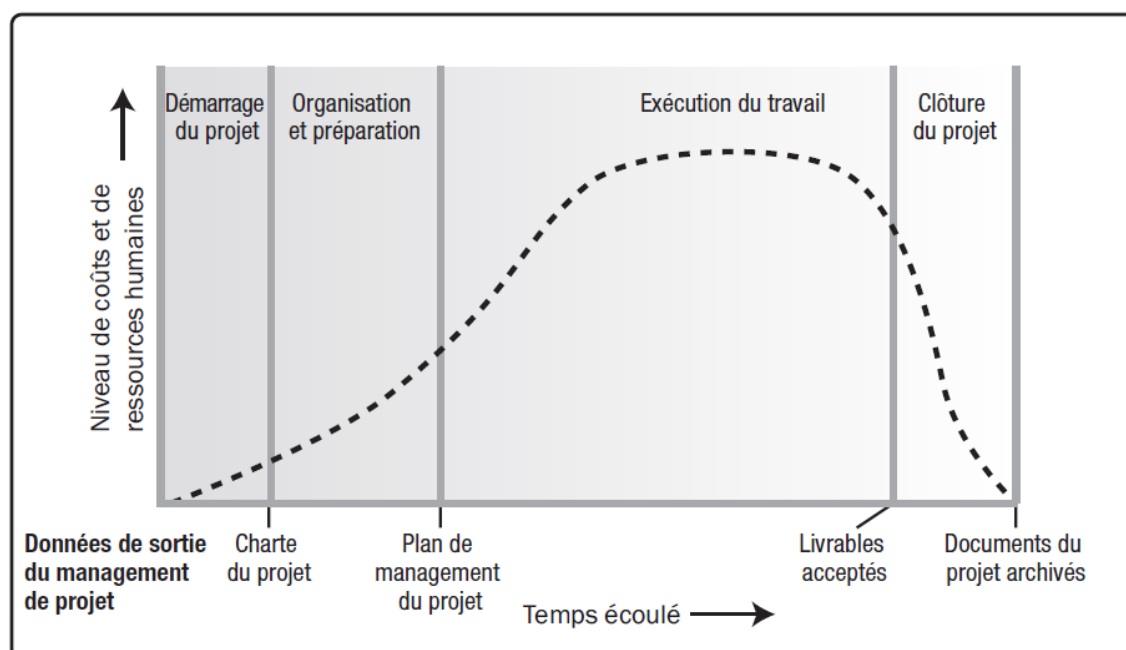 Démarrage
du projet
Organisation
et préparation
Exécution du travail
Clôture
du projet
Niveau de coûts et de
ressources humaines
Données de sortie
du management
de projet
Charte
du projet
Plan de
management
du projet
Livrables
acceptés
Documents du
projet archivés
Temps écoulé